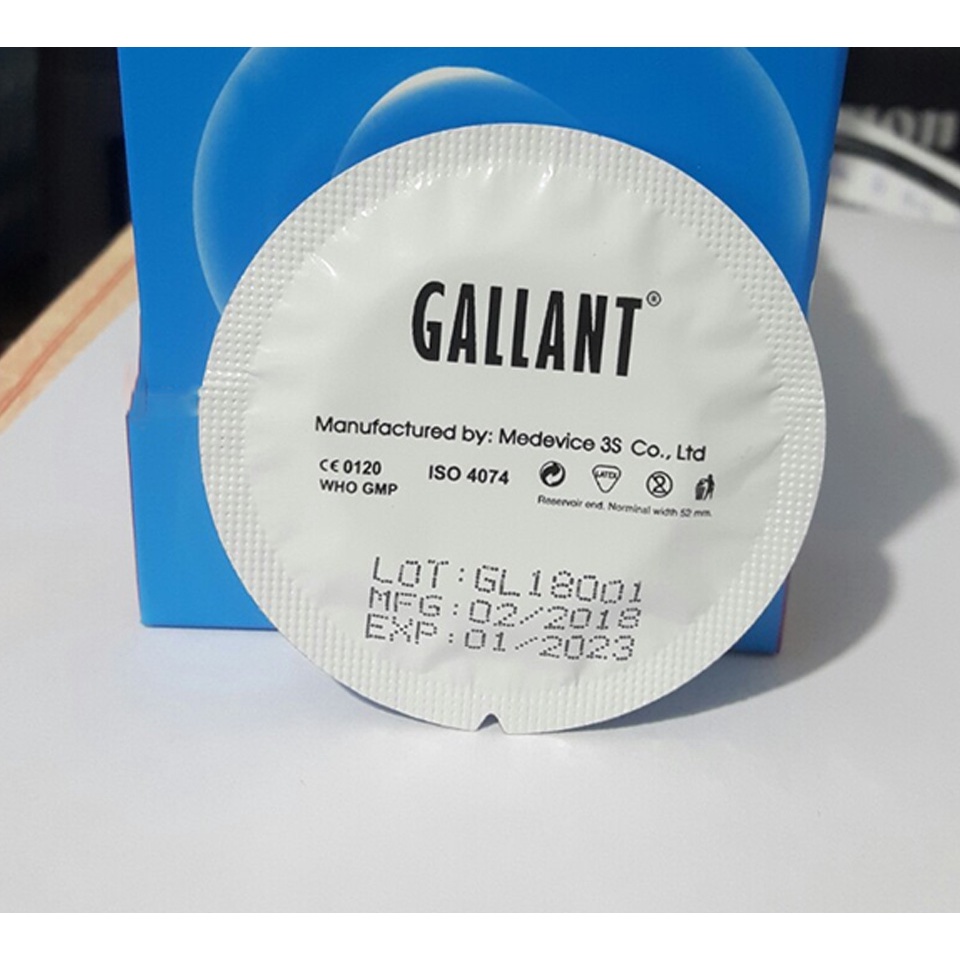 GALLANT®
Manufactured by: Medevice 3S Co., Ltd
CE 0120 ISO 4074 LATEX
WHO GMP
Reservoir end, Norminal width 52 mm.
LOT:GL18001
MFG:02/2018
EXP:01/2023